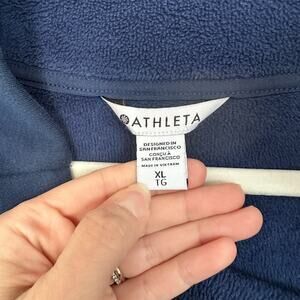 ATHLETA
DESIGNED IN
SAN FRANCISCO
CONÇU À
SAN FRANCISCO
MADE IN VIETNAM
XL
TG